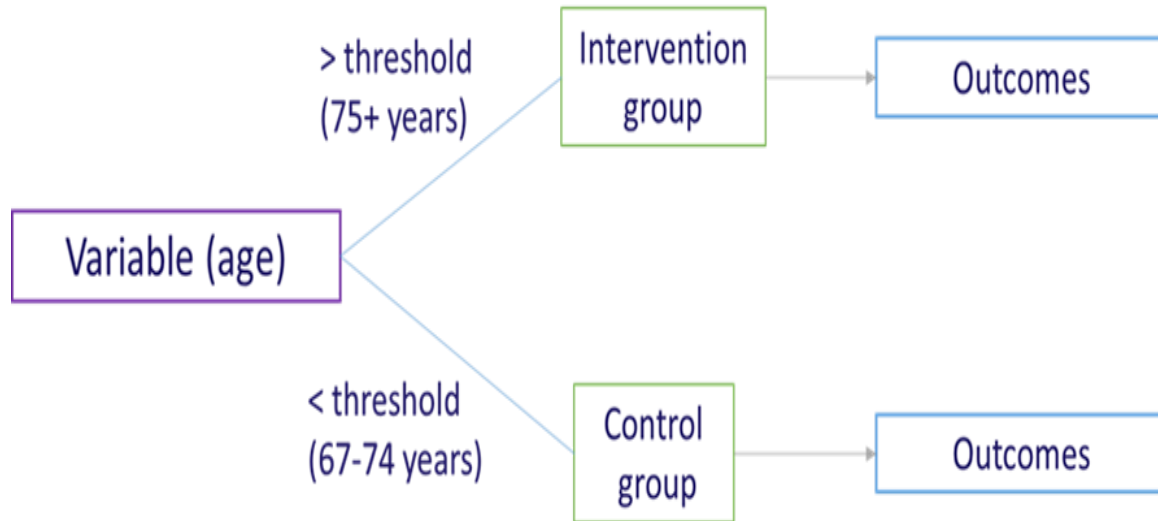 > threshold
(75+ years)
Intervention
group
Outcomes
Variable (age)
< threshold
(67-74 years)
Control
group
Outcomes